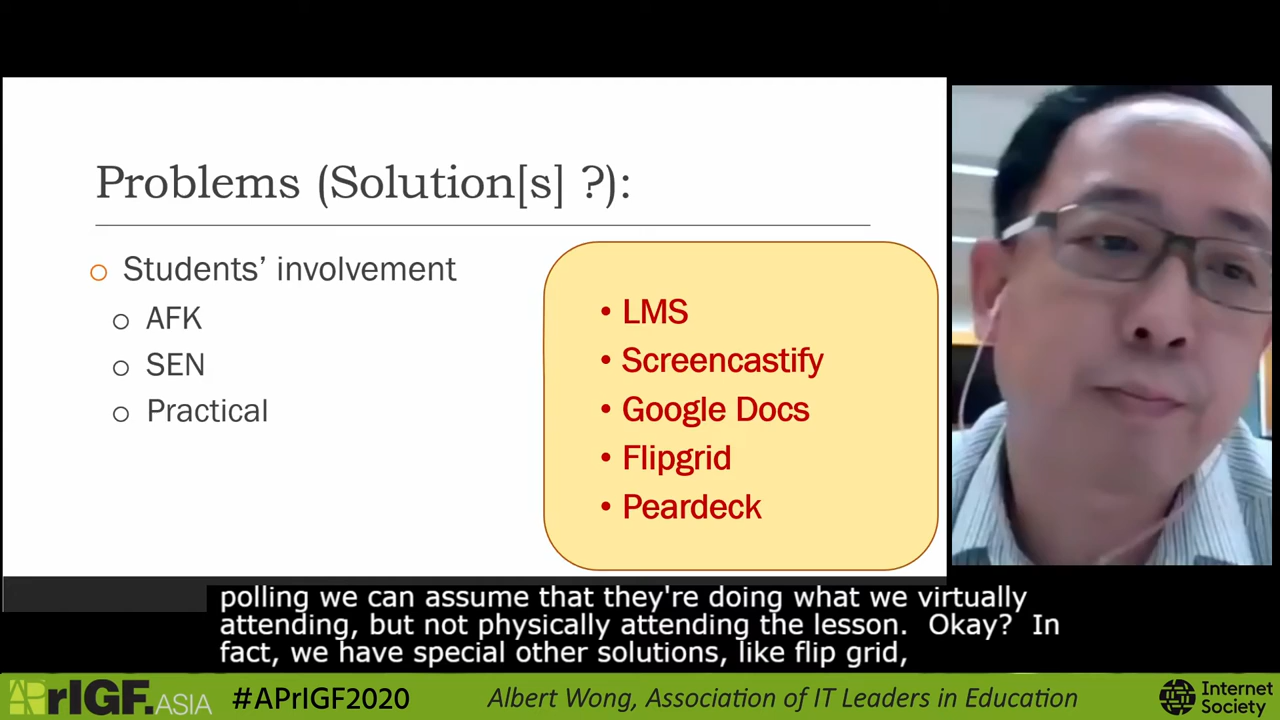 Problems (Solution[s] ?):
Students’ involvement
AFK
SEN
Practical
• LMS
• Screencastify
• Google Docs
• Flipgrid
• Peardeck
polling we can assume that they're doing what we virtually
attending, but not physically attending the lesson.  Okay?  In
fact, we have special other solutions, like flip grid,
APrIGF.ASIA
#APrIGF2020
Albert Wong, Association of IT Leaders in Education
Internet
Society